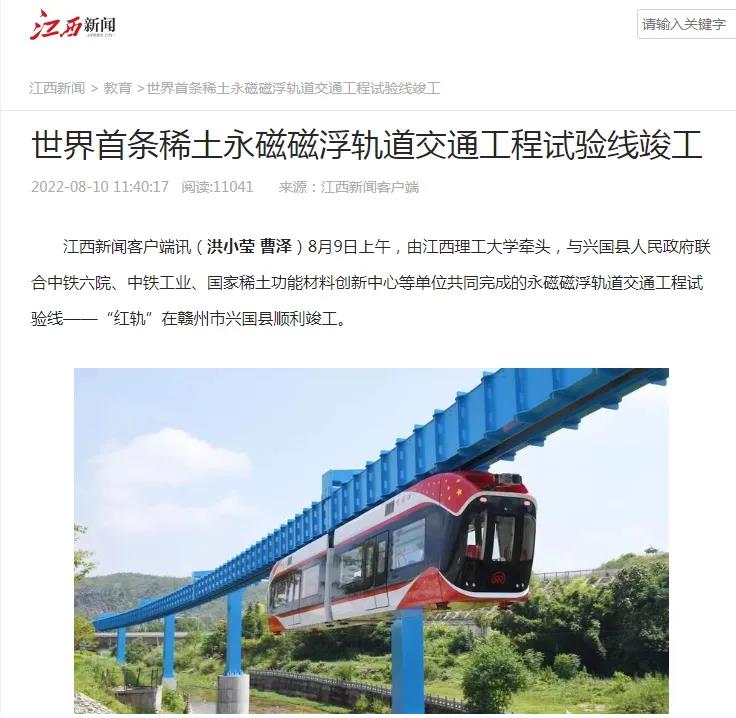 江西新闻
JXNEWS.CN
请输入关键字
江西新闻 > 教育 >世界首条稀土永磁磁浮轨道交通工程试验线竣工
世界首条稀土永磁磁浮轨道交通工程试验线竣工
2022-08-10 11:40:17 阅读:11041 来源：江西新闻客户端
江西新闻客户端讯（洪小莹 曹泽）8月9日上午，由江西理工大学牵头，与兴国县人民政府联
合中铁六院、中铁工业、国家稀土功能材料创新中心等单位共同完成的永磁磁浮轨道交通工程试
验线——“红轨”在赣州市兴国县顺利竣工。